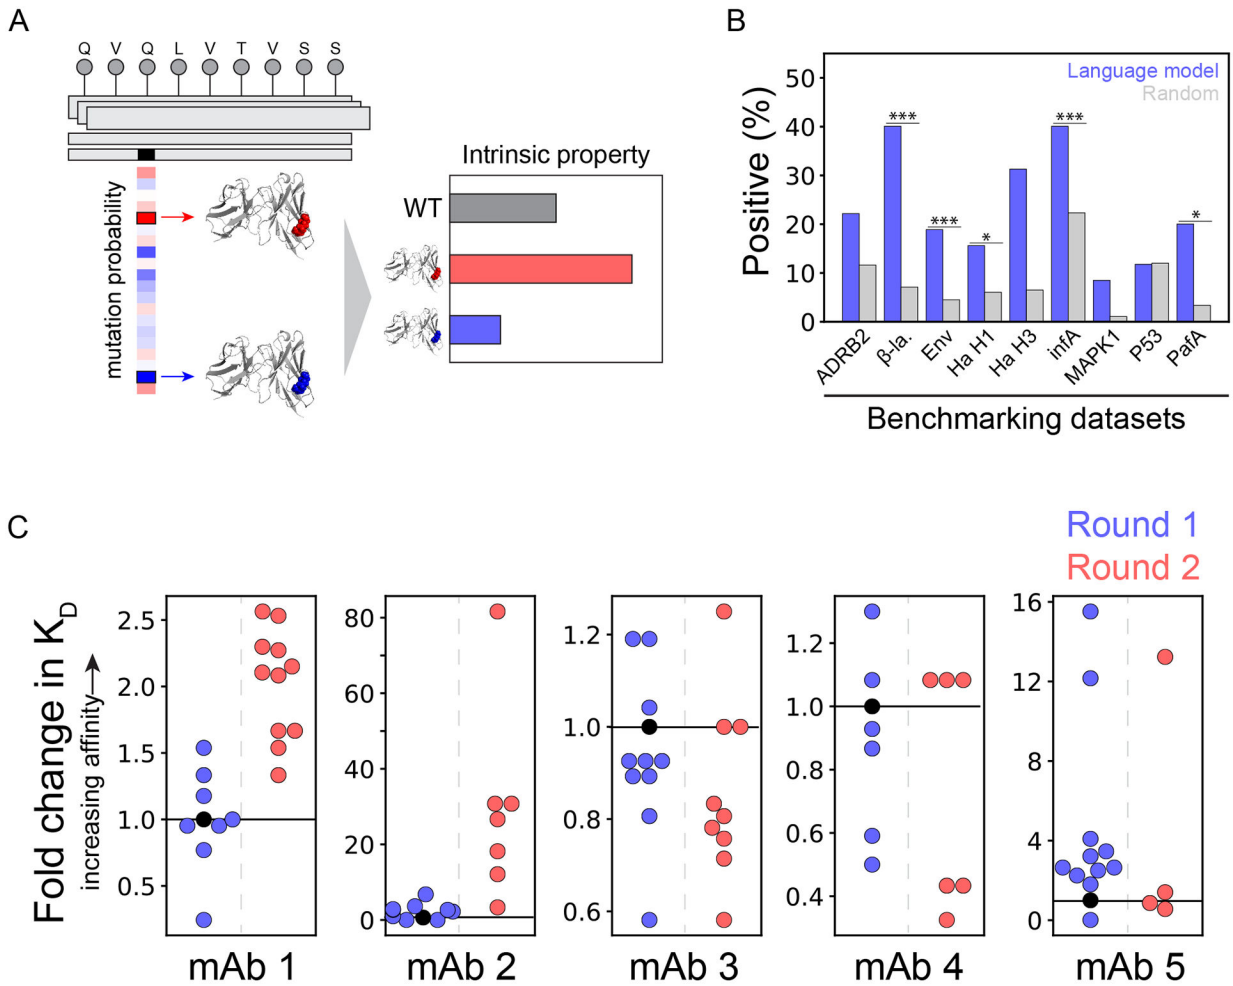 A
Q V Q L V T V S S
mutation probability
Intrinsic property
WT
B
Positive (%)
50
40
30
20
10
0
Language model
Random
***
***
***
*
*
ADRB2
β-la.
Env
Ha H1
Ha H3
infA
MAPK1
P53
PafA
Benchmarking datasets
C
Round 1
Round 2
Fold change in K_D
increasing affinity
2.5
2.0
1.5
1.0
0.5
mAb 1
80
60
40
20
0
mAb 2
1.2
1.0
0.8
0.6
mAb 3
1.2
1.0
0.8
0.6
0.4
mAb 4
16
12
8
4
0
mAb 5